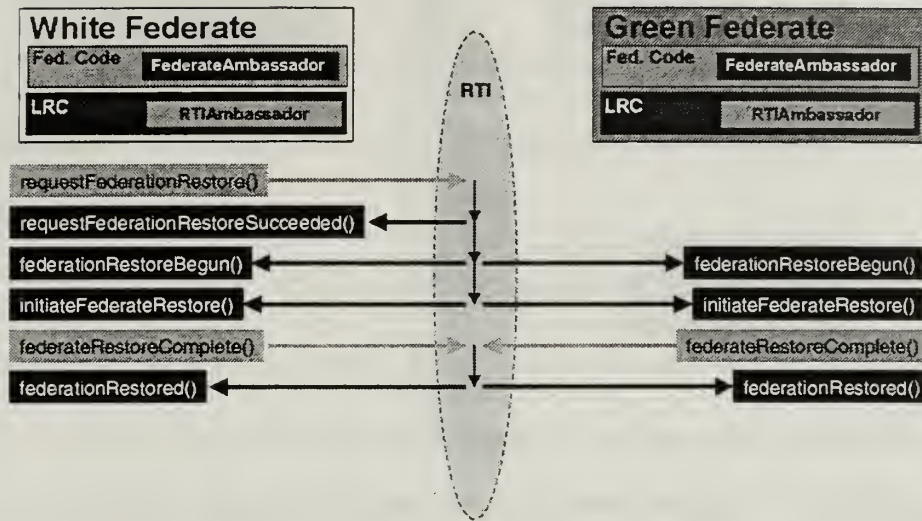 White Federate
Fed. Code
FederateAmbassador
LRC
RTIAmbassador
RTI
Green Federate
Fed. Code
FederateAmbassador
LRC
RTIAmbassador
requestFederationRestore()
requestFederationRestoreSucceeded()
federationRestoreBegun()
federationRestoreBegun()
initiateFederateRestore()
initiateFederateRestore()
federateRestoreComplete()
federateRestoreComplete()
federationRestored()
federationRestored()